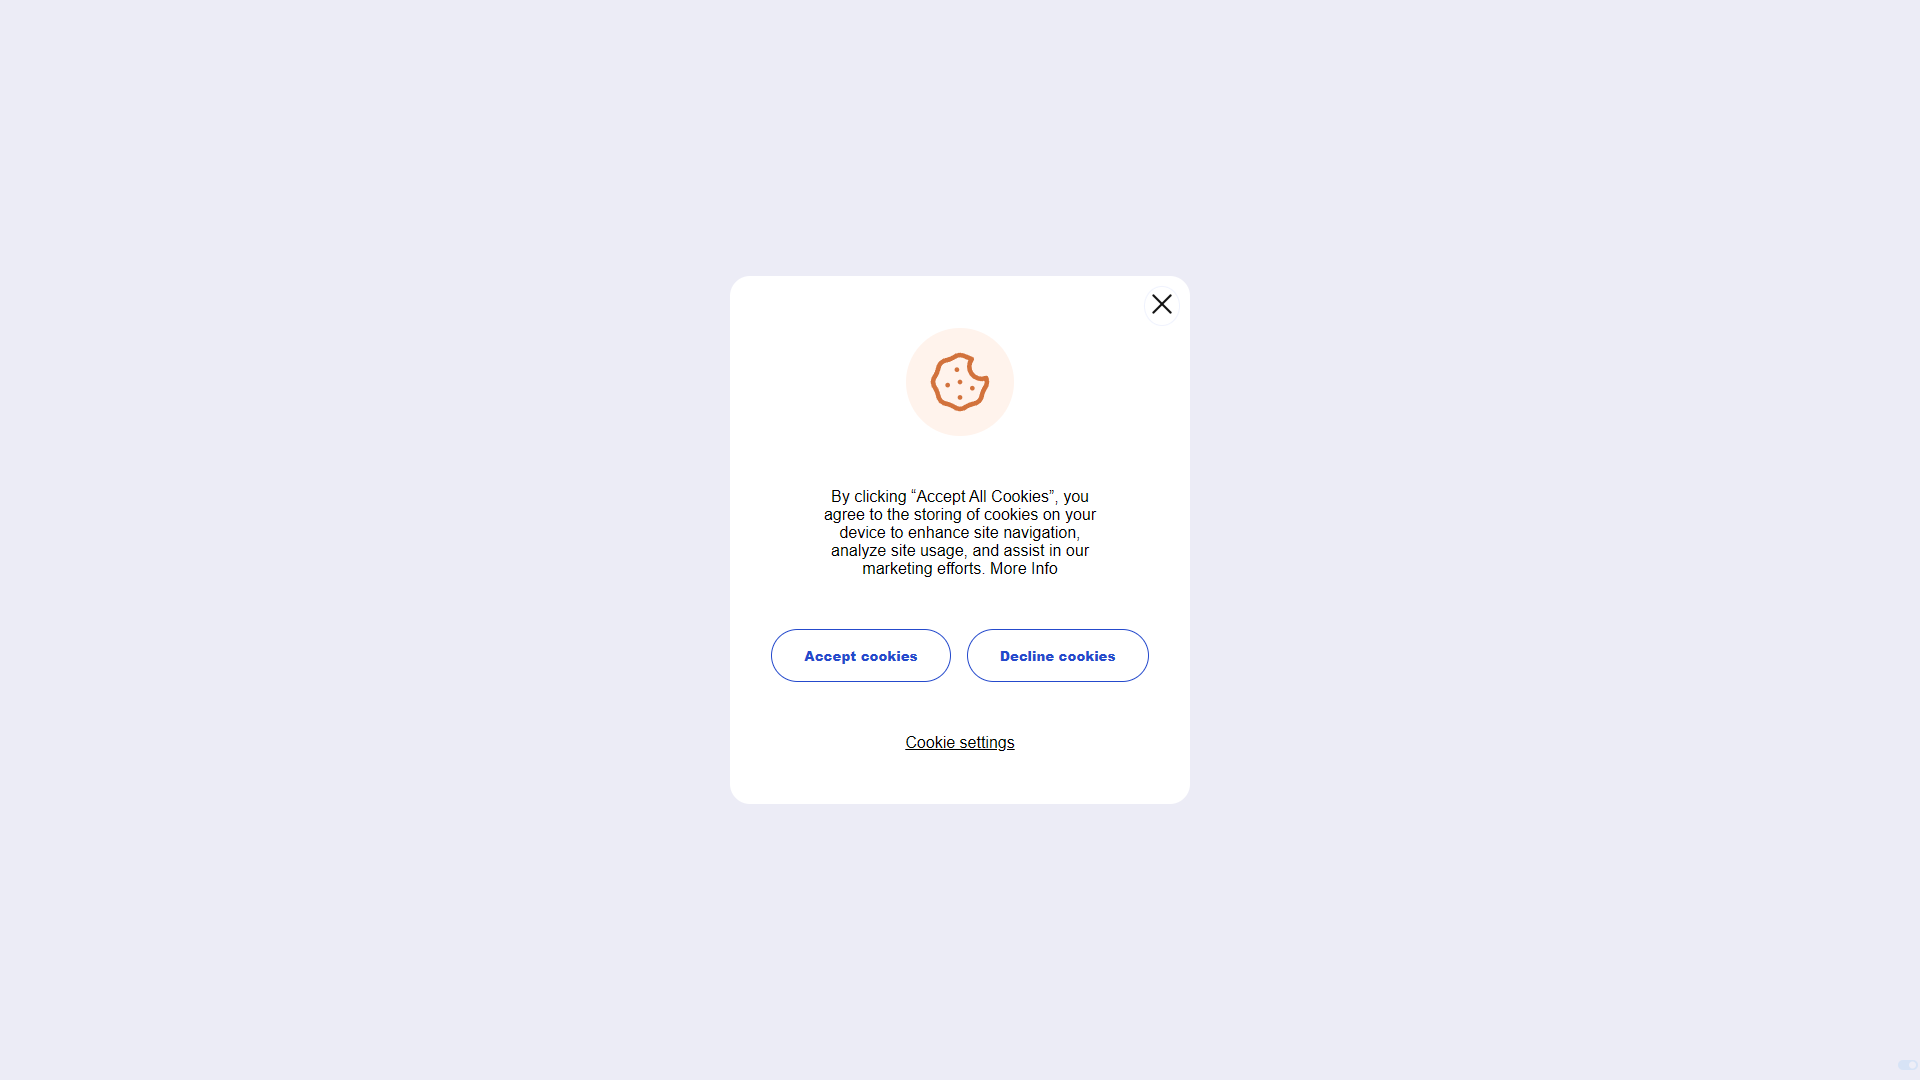 By clicking “Accept All Cookies”, you
agree to the storing of cookies on your
device to enhance site navigation,
analyze site usage, and assist in our
marketing efforts. More Info
Accept cookies
Decline cookies
Cookie settings